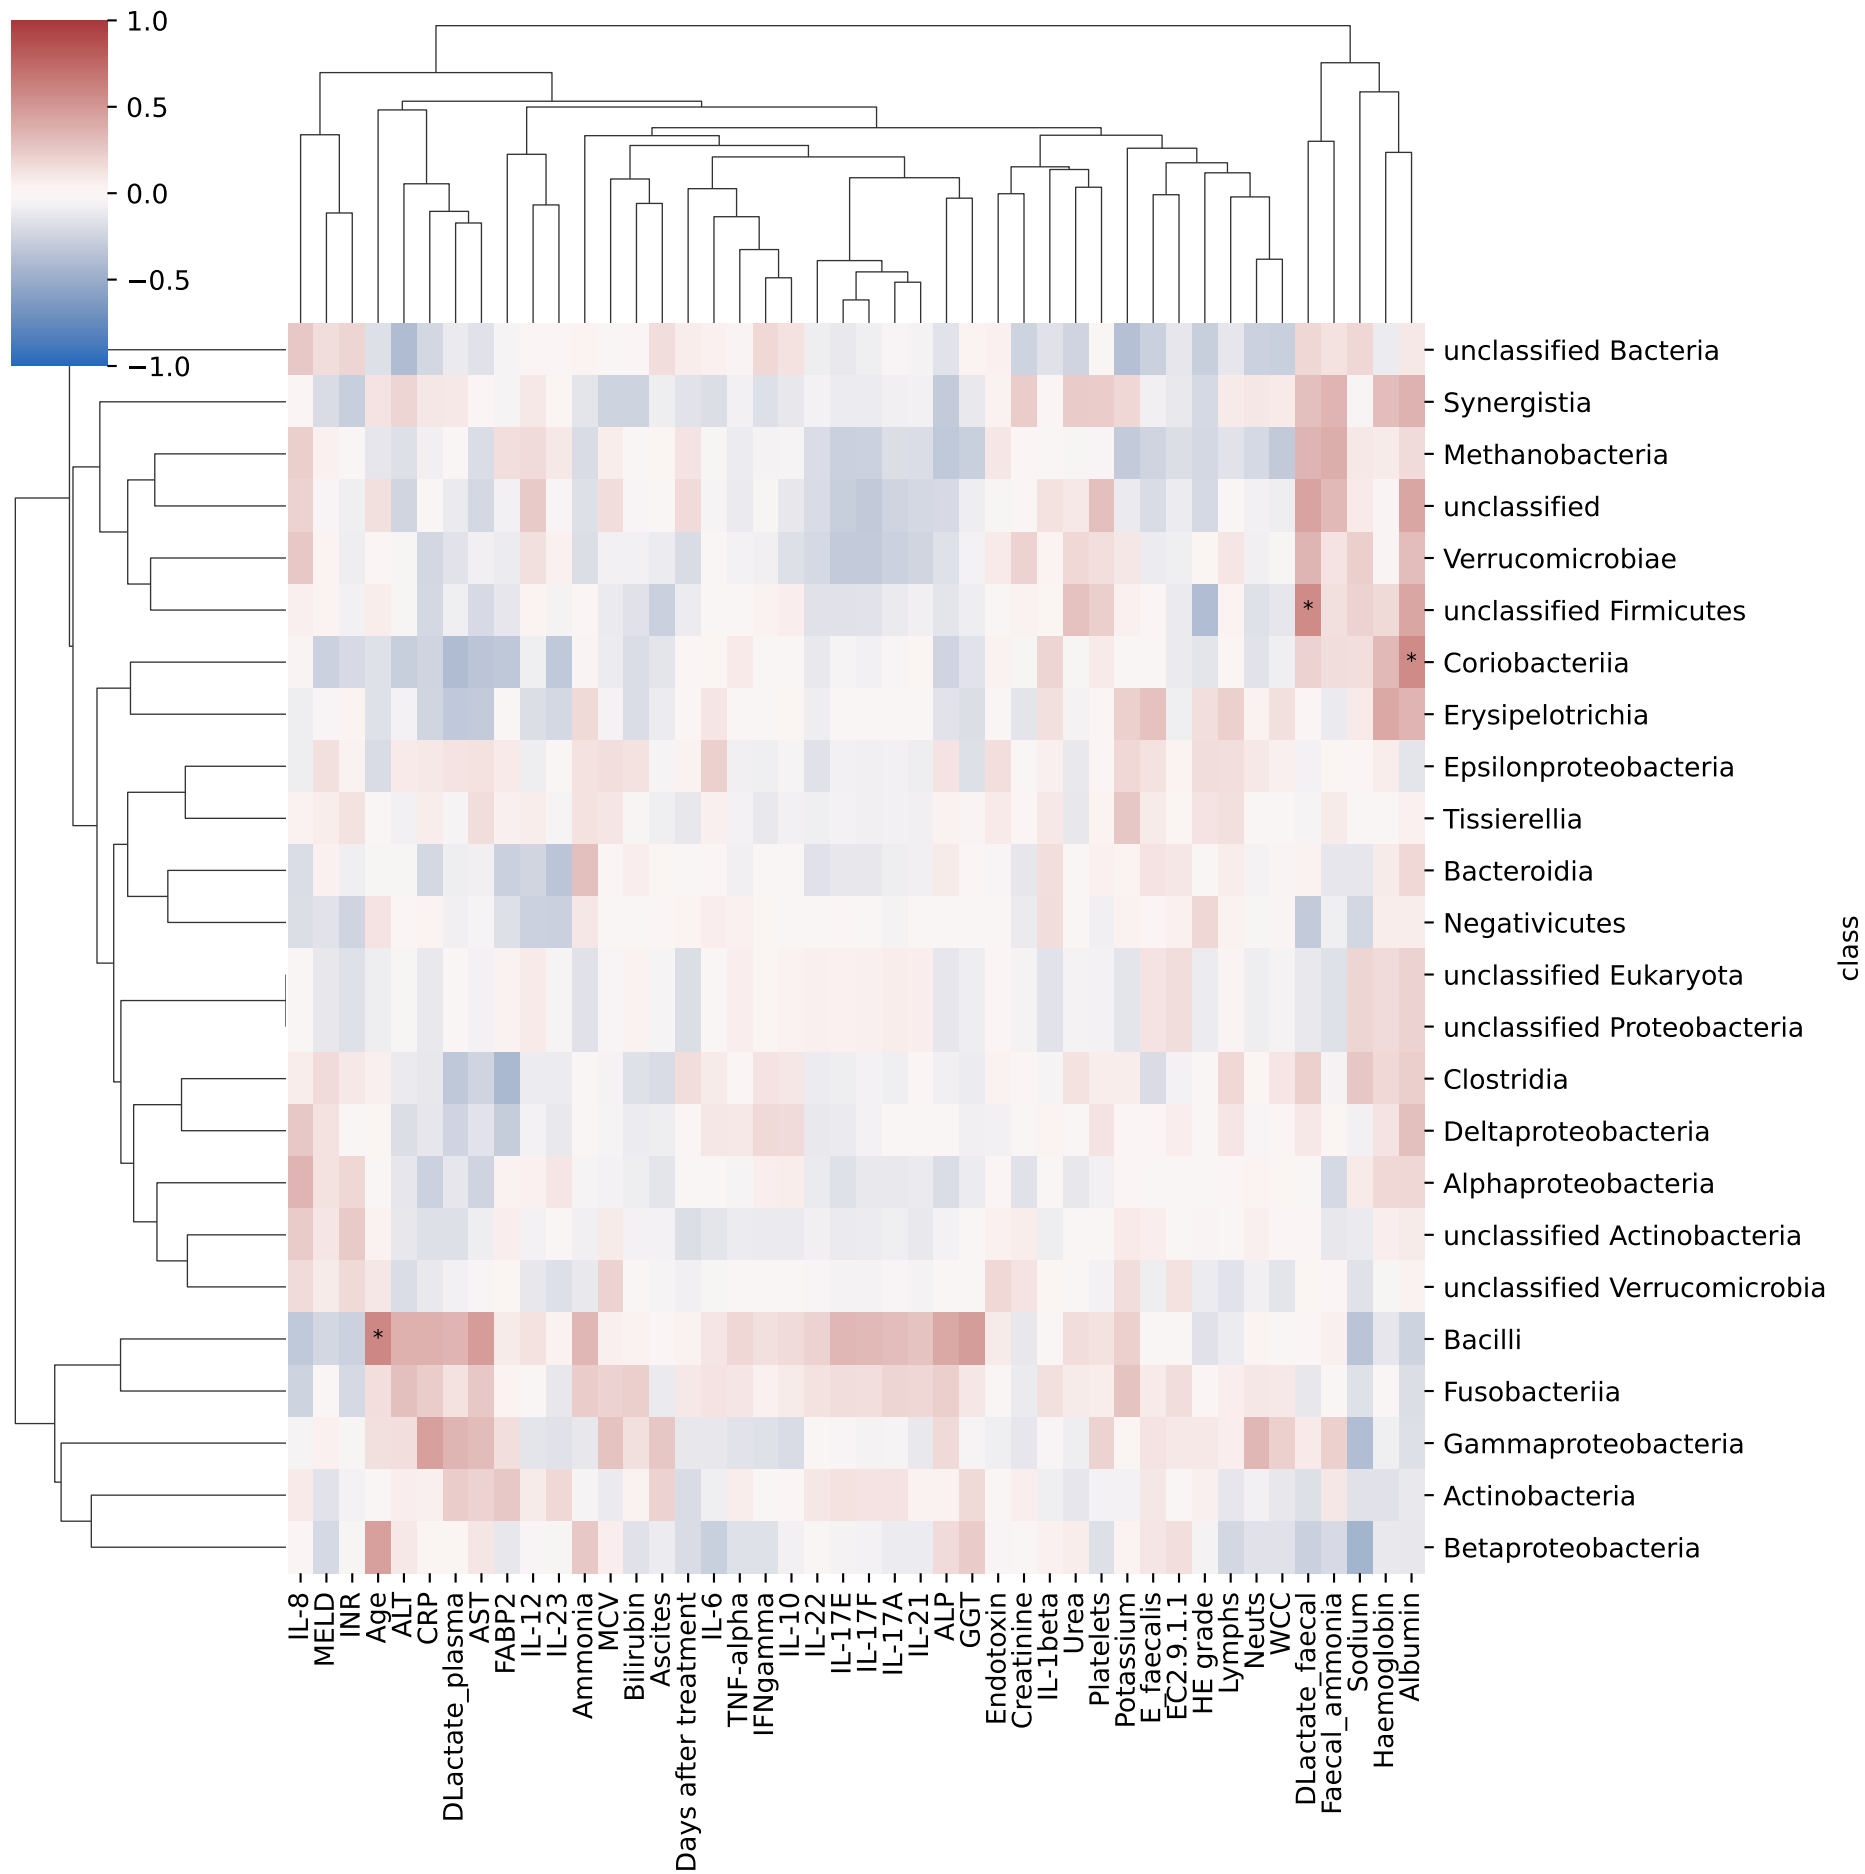 1.0
0.5
0.0
−0.5
−1.0
unclassified Bacteria
Synergistia
Methanobacteria
unclassified
Verrucomicrobiae
unclassified Firmicutes
*
Coriobacteriia
*
Erysipelotrichia
Epsilonproteobacteria
Tissierellia
Bacteroidia
Negativicutes
unclassified Eukaryota
unclassified Proteobacteria
Clostridia
Deltaproteobacteria
Alphaproteobacteria
unclassified Actinobacteria
unclassified Verrucomicrobia
*
Bacilli
Fusobacteriia
Gammaproteobacteria
Actinobacteria
Betaproteobacteria
class
IL-8
MELD
INR
Age
ALT
CRP
DLactate_plasma
AST
FABP2
IL-12
IL-23
Ammonia
MCV
Bilirubin
Ascites
Days after treatment
IL-6
TNF-alpha
IFNgamma
IL-10
IL-22
IL-17E
IL-17F
IL-17A
IL-21
ALP
GGT
Endotoxin
Creatinine
IL-1beta
Urea
Platelets
Potassium
E_faecalis
EC2.9.1.1
HE grade
Lymphs
Neuts
WCC
DLactate_faecal
Faecal_ammonia
Sodium
Haemoglobin
Albumin